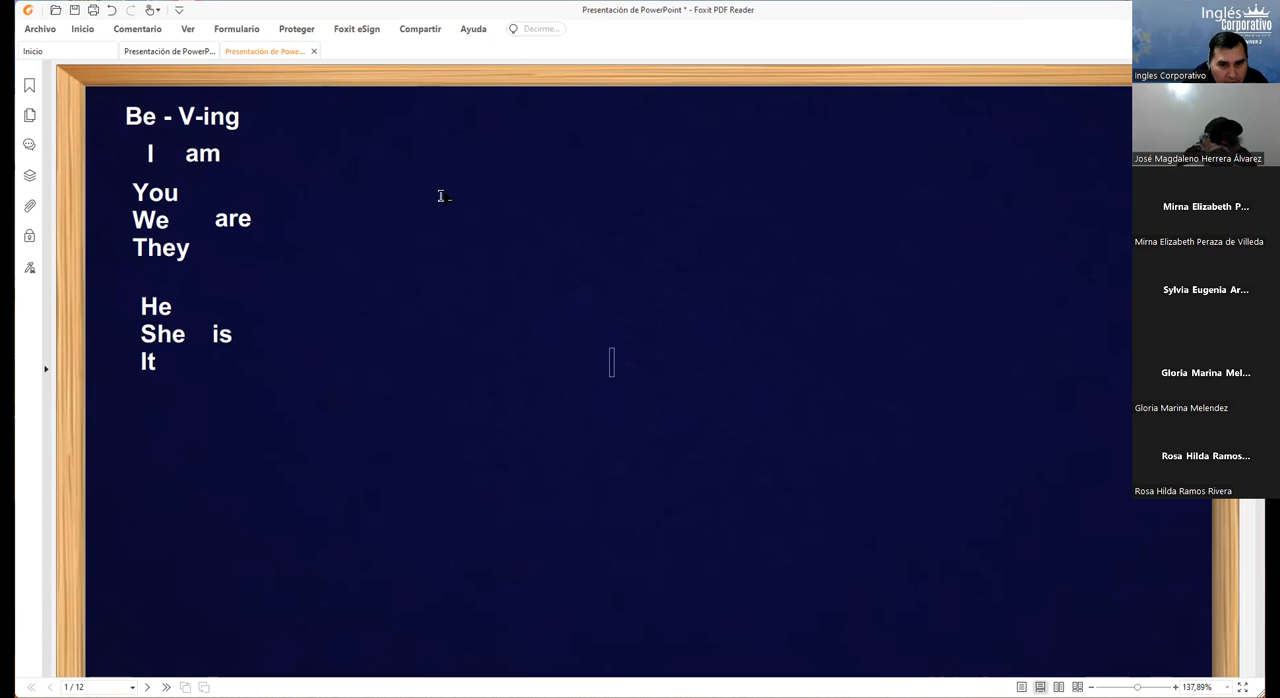 Presentación de PowerPoint * - Foxit PDF Reader
Archivo Inicio Comentario Ver Formulario Proteger Foxit eSign Compartir Ayuda Decirme...
Inicio Presentación de PowerP... Presentación de Powe...
Be - V-ing
I am
You
We are
They
He
She is
It
Inglés
Corporativo
Ingles Corporativo
José Magdaleno Herrera Álvarez
Mirna Elizabeth P...
Mirna Elizabeth Peraza de Villeda
Sylvia Eugenia Ar...
Gloria Marina Mel...
Gloria Marina Melendez
Rosa Hilda Ramos...
Rosa Hilda Ramos Rivera
1 / 12
137,89%